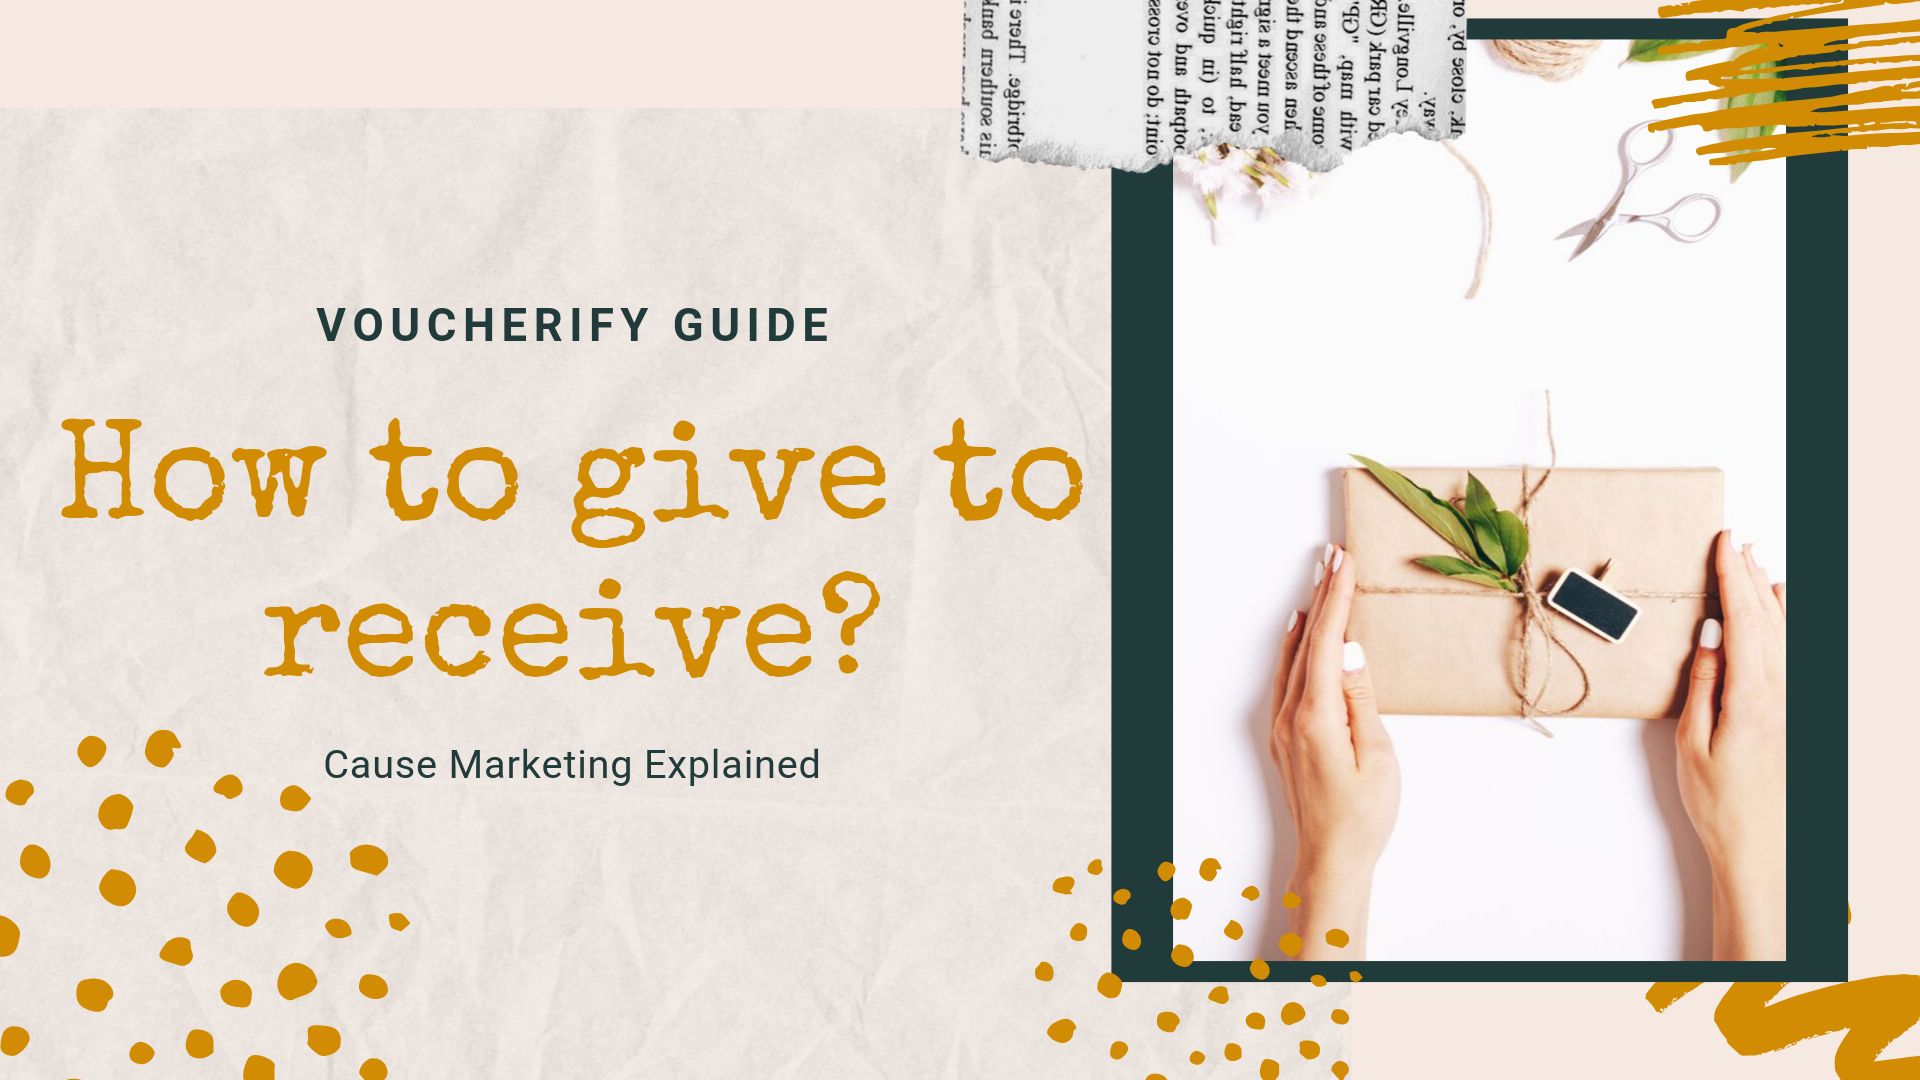 VOUCHERIFY GUIDE
How to give to
receive?
Cause Marketing Explained